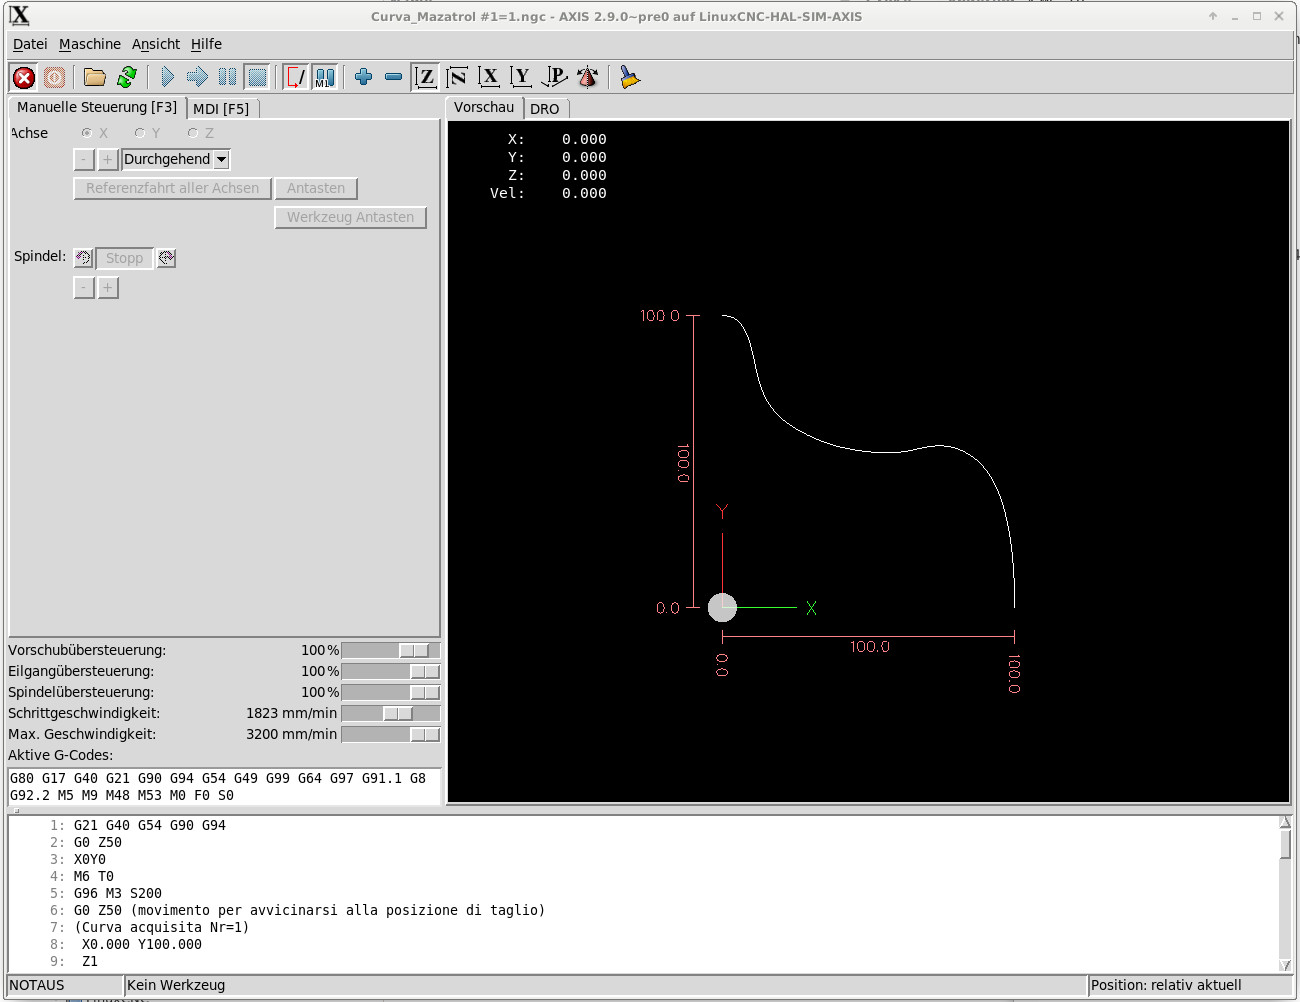 Curva_Mazatrol #1=1.ngc - AXIS 2.9.0~pre0 auf LinuxCNC-HAL-SIM-AXIS
Datei Maschine Ansicht Hilfe
Manuelle Steuerung [F3] MDI [F5] Vorschau DRO
Achse X Y Z
- + Durchgehend
Referenzfahrt aller Achsen Antasten
Werkzeug Antasten
Spindel: Stopp
- +
X: 0.000
Y: 0.000
Z: 0.000
Vel: 0.000
100.0
100.0
Y
0.0
X
100.0
0.0
100.0
Vorschubübersteuerung: 100 %
Eilgangübersteuerung: 100 %
Spindelübersteuerung: 100 %
Schrittgeschwindigkeit: 1823 mm/min
Max. Geschwindigkeit: 3200 mm/min
Aktive G-Codes:
G80 G17 G40 G21 G90 G94 G54 G49 G99 G64 G97 G91.1 G8
G92.2 M5 M9 M48 M53 M0 F0 S0
1: G21 G40 G54 G90 G94
2: G0 Z50
3: X0Y0
4: M6 T0
5: G96 M3 S200
6: G0 Z50 (movimento per avvicinarsi alla posizione di taglio)
7: (Curva acquisita Nr=1)
8: X0.000 Y100.000
9: Z1
NOTAUS Kein Werkzeug Position: relativ aktuell